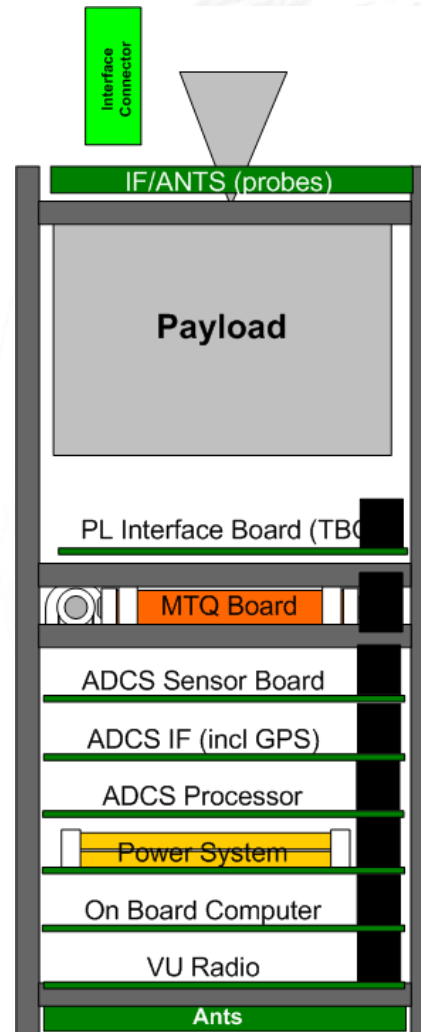 Interface
Connector
IF/ANTS (probes)
Payload
PL Interface Board (TBC
MTQ Board
ADCS Sensor Board
ADCS IF (incl GPS)
ADCS Processor
Power System
On Board Computer
VU Radio
Ants